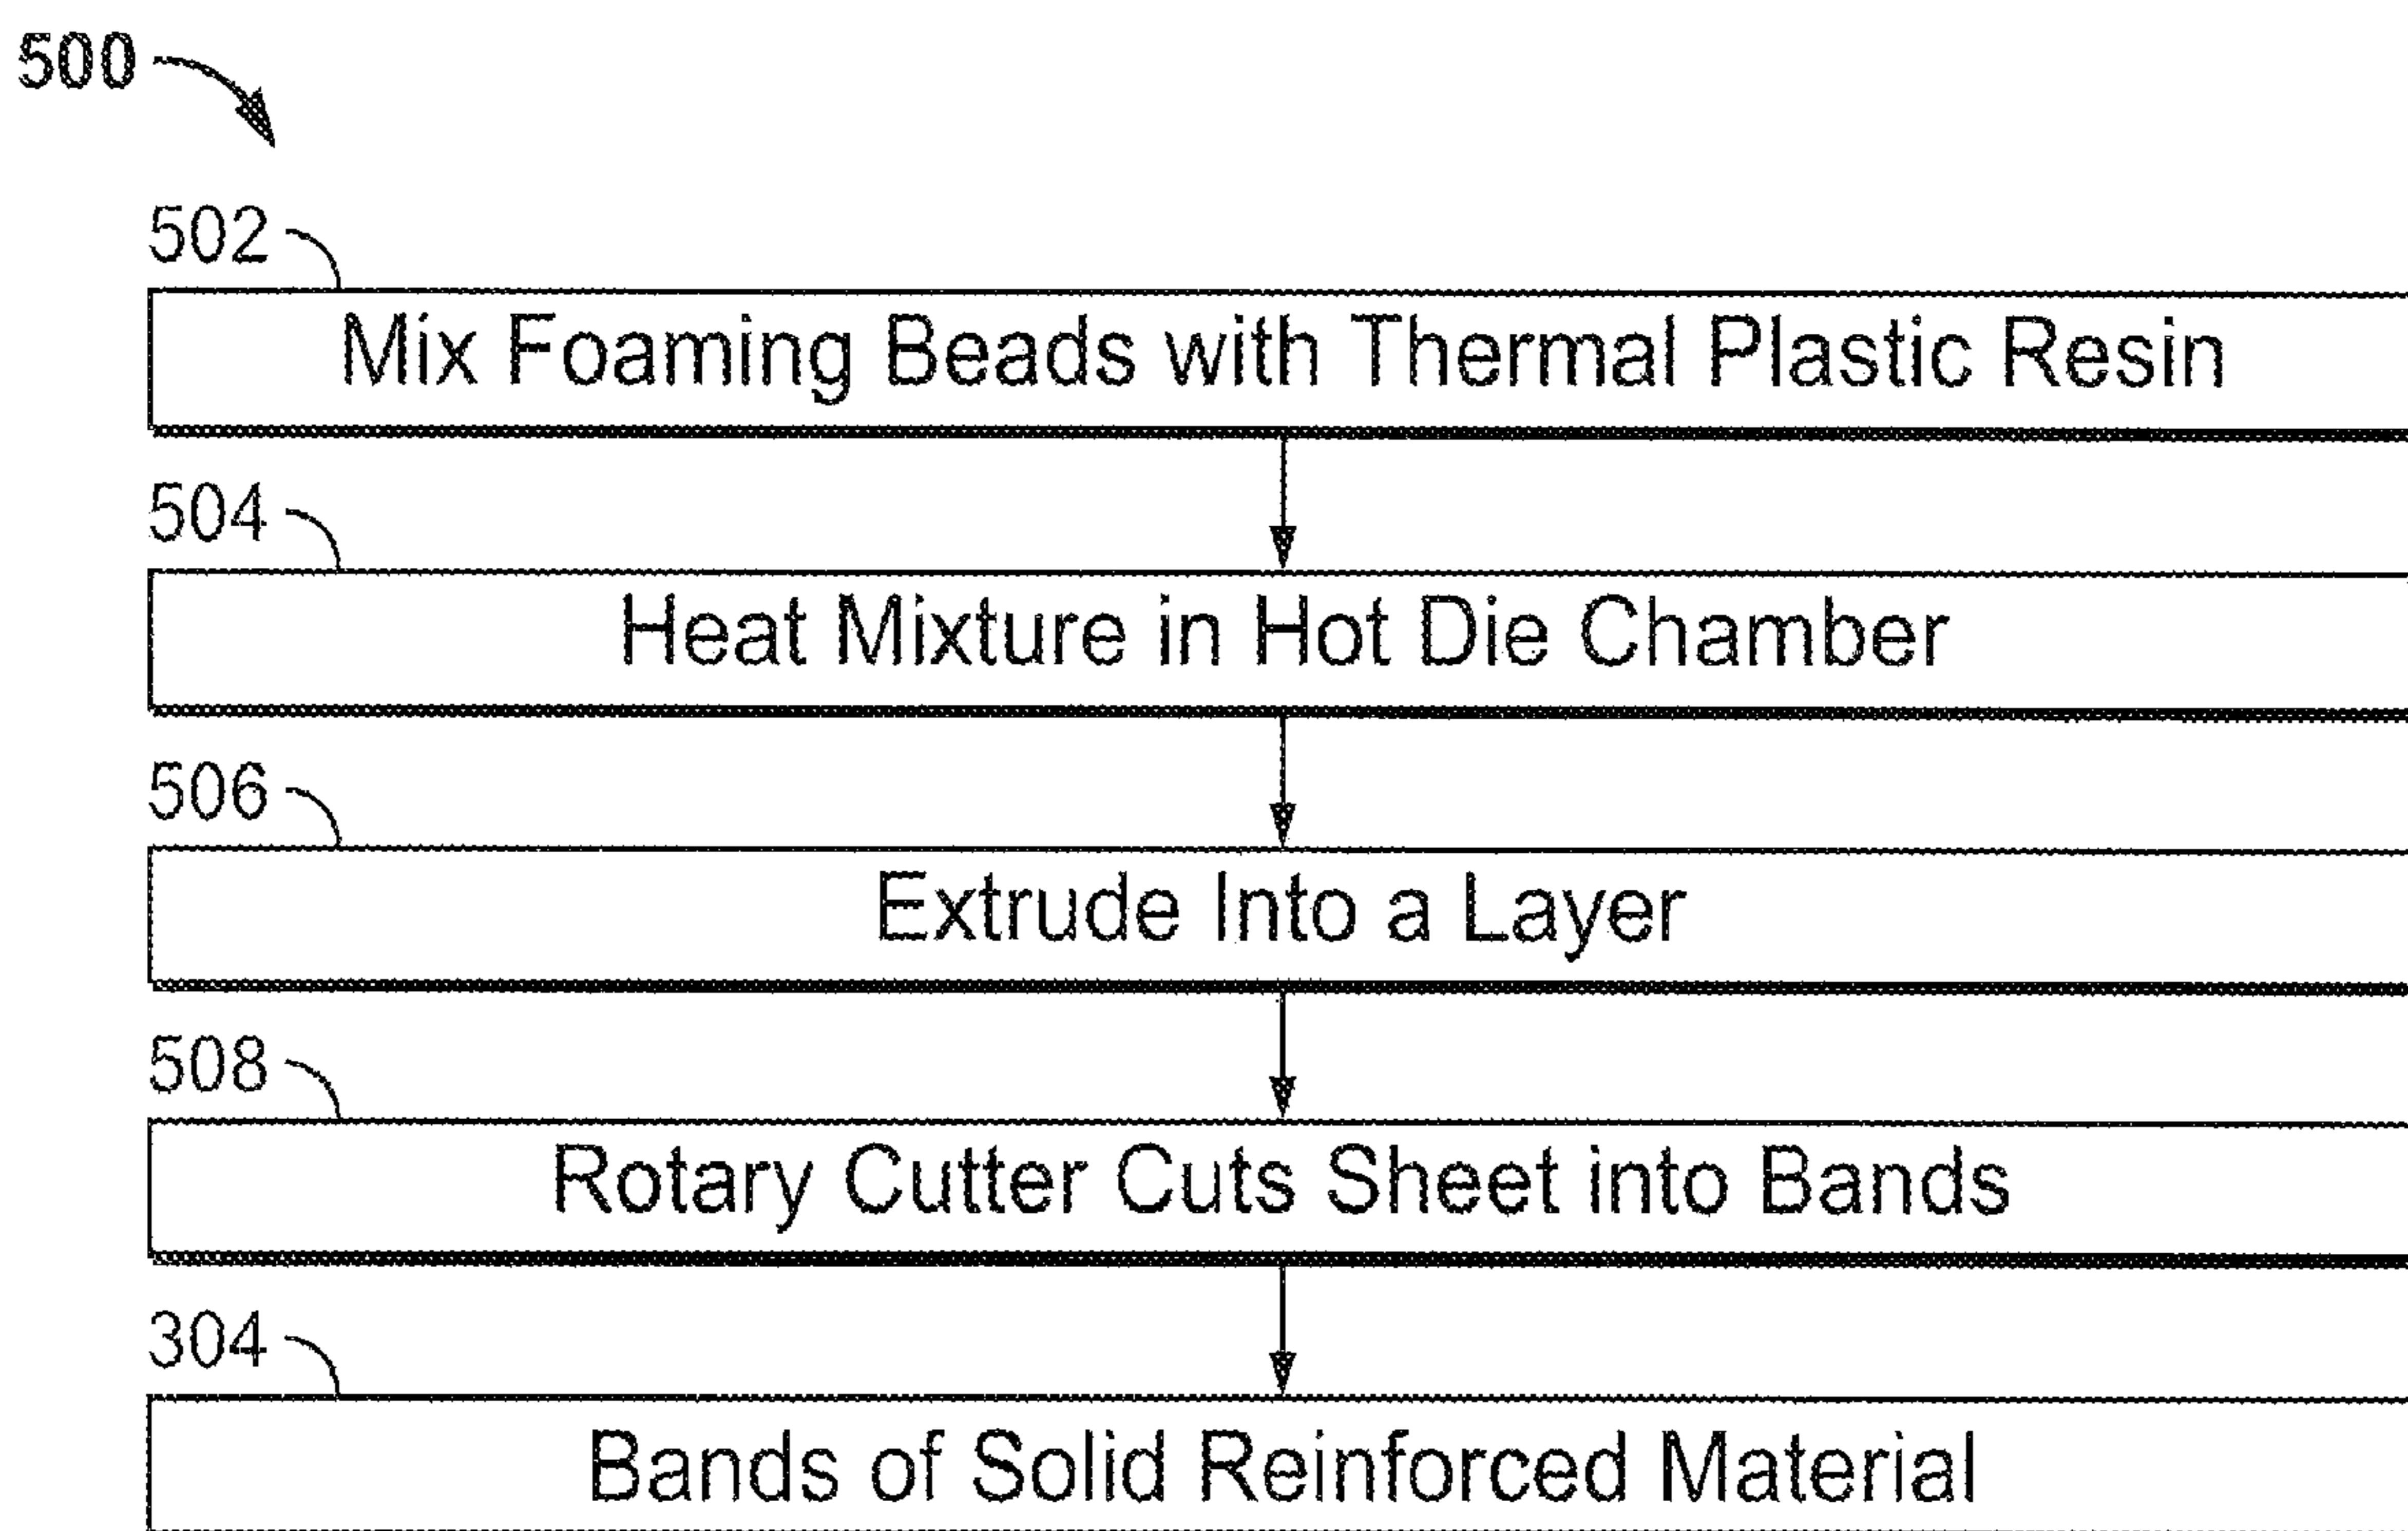 500
502
Mix Foaming Beads with Thermal Plastic Resin
504
Heat Mixture in Hot Die Chamber
506
Extrude Into a Layer
508
Rotary Cutter Cuts Sheet into Bands
304
Bands of Solid Reinforced Material